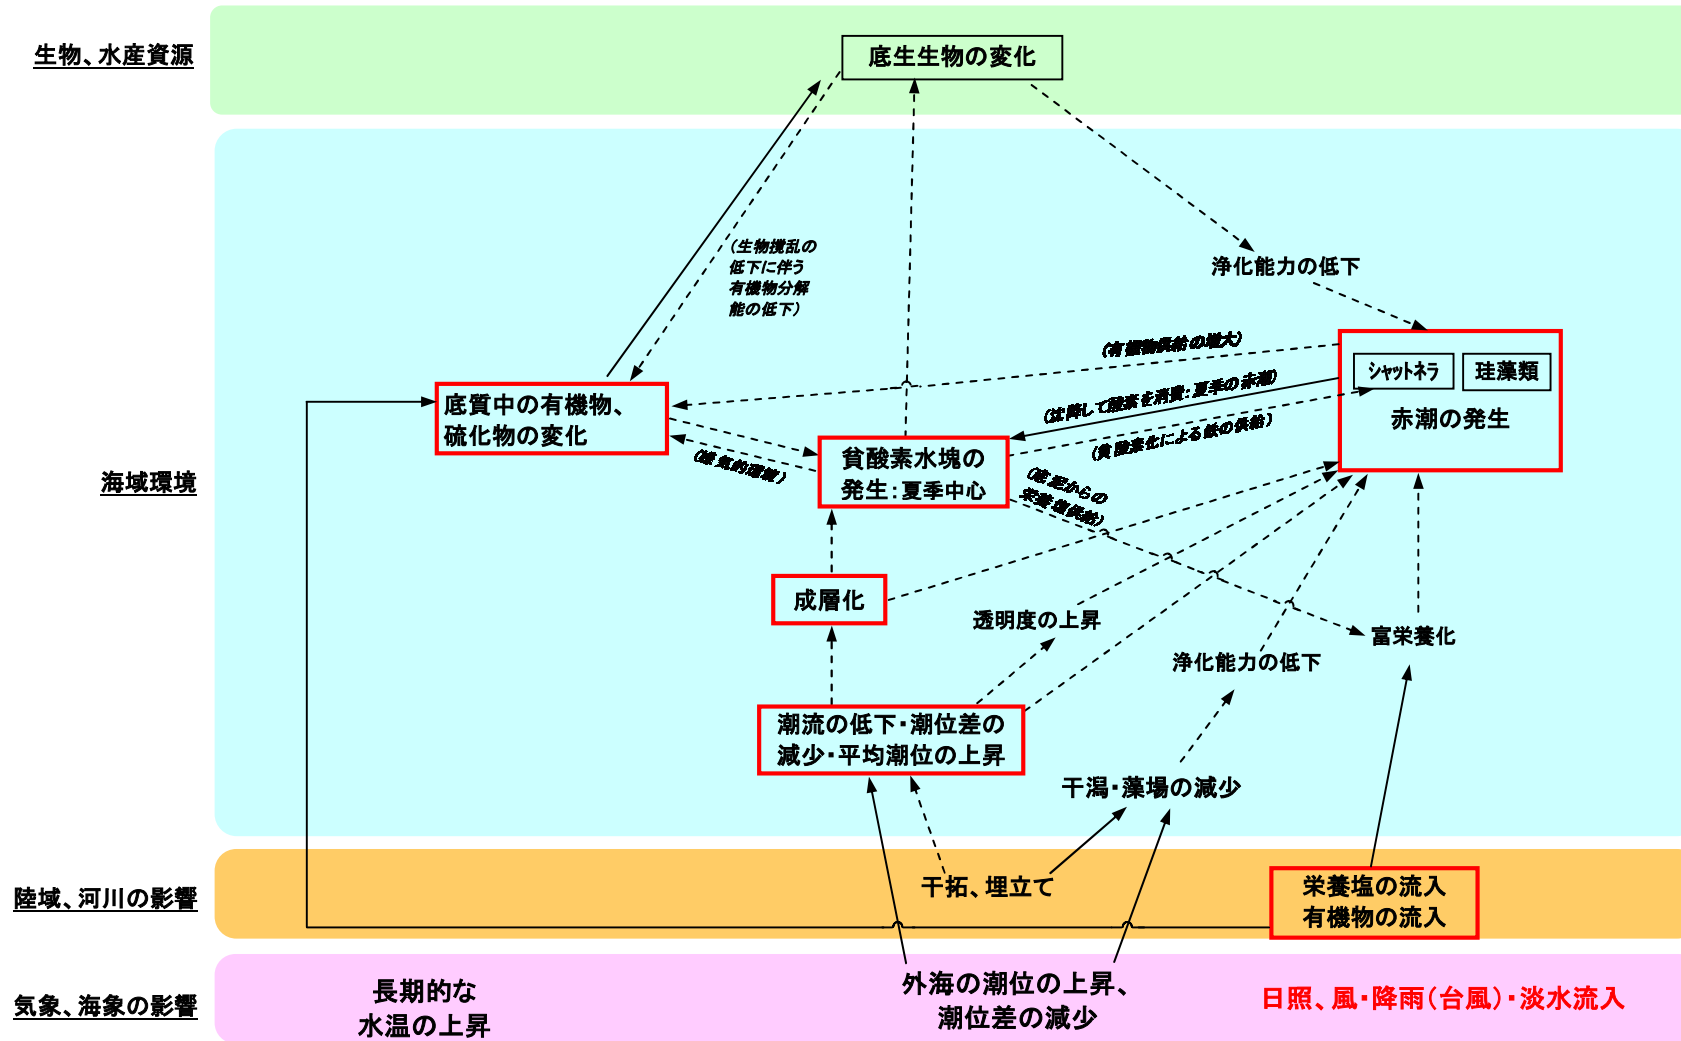 生物、水産資源
底生生物の変化
(生物撹乱の
低下に伴う
有機物分解
能の低下)
浄化能力の低下
(有機物供給の増大)
シャットネラ
珪藻類
赤潮の発生
(沈降して酸素を消費:夏季の赤潮)
(貧酸素化による鉄の供給)
底質中の有機物、
硫化物の変化
(嫌気的環境)
貧酸素水塊の
発生:夏季中心
(底泥からの
栄養塩供給)
海域環境
成層化
透明度の上昇
富栄養化
浄化能力の低下
潮流の低下・潮位差の
減少・平均潮位の上昇
干潟・藻場の減少
陸域、河川の影響
干拓、埋立て
栄養塩の流入
有機物の流入
気象、海象の影響
長期的な
水温の上昇
外海の潮位の上昇、
潮位差の減少
日照、風・降雨(台風)・淡水流入